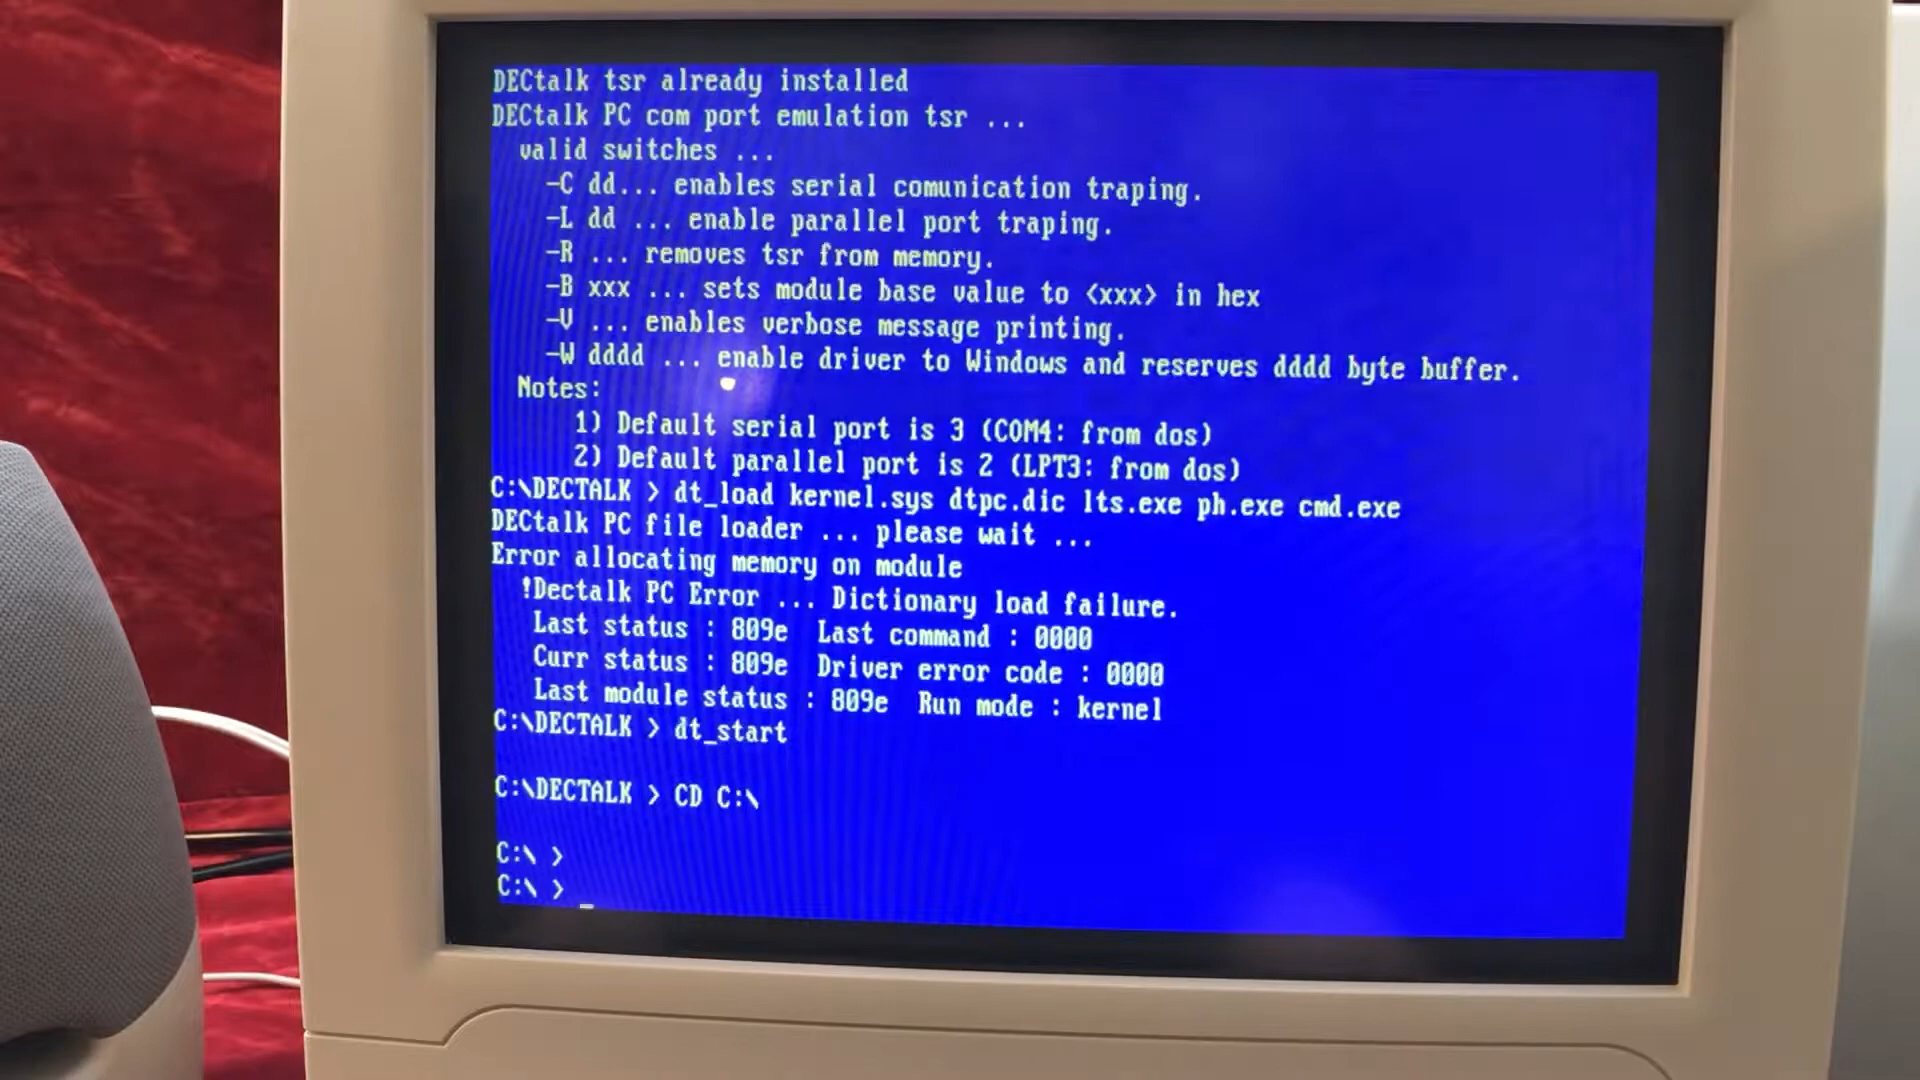 DECtalk tsr already installed
DECtalk PC com port emulation tsr ...
valid switches ...
-C dd... enables serial comunication traping.
-L dd ... enable parallel port traping.
-R ... removes tsr from memory.
-B xxx ... sets module base value to <xxx> in hex
-V ... enables verbose message printing.
-W dddd ... enable driver to Windows and reserves dddd byte buffer.
Notes:
1) Default serial port is 3 (COM4: from dos)
2) Default parallel port is 2 (LPT3: from dos)
C:\DECTALK > dt_load kernel.sys dtpc.dic lts.exe ph.exe cmd.exe
DECtalk PC file loader ... please wait ...
Error allocating memory on module
!Dectalk PC Error ... Dictionary load failure.
Last status : 809e  Last command : 0000
Curr status : 809e  Driver error code : 0000
Last module status : 809e  Run mode : kernel
C:\DECTALK > dt_start
C:\DECTALK > CD C:\
C:\ >
C:\ > _